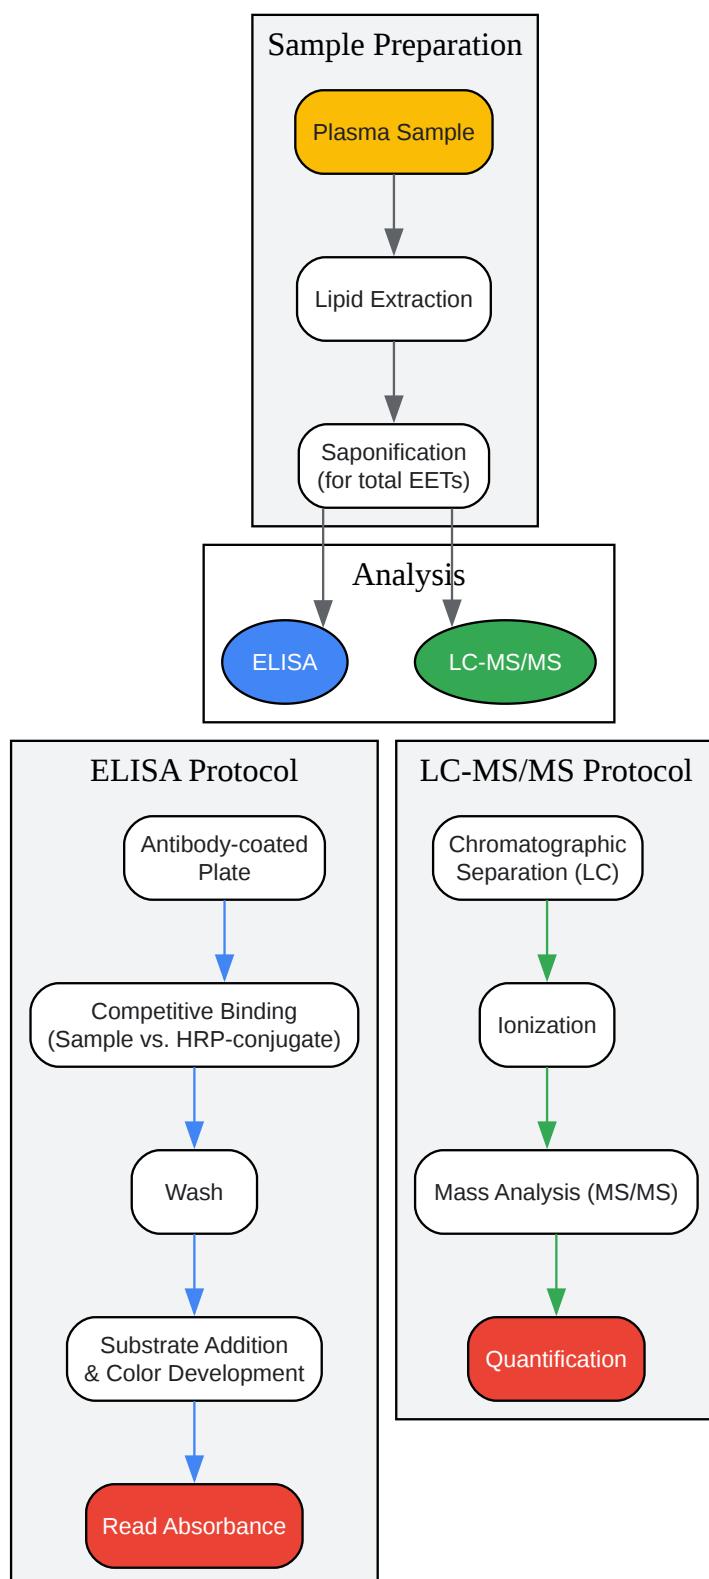 Sample Preparation
Plasma Sample
Lipid Extraction
Saponification
(for total EETs)
Analysis
ELISA
LC-MS/MS
ELISA Protocol
Antibody-coated
Plate
Competitive Binding
(Sample vs. HRP-conjugate)
Wash
Substrate Addition
& Color Development
Read Absorbance
LC-MS/MS Protocol
Chromatographic
Separation (LC)
Ionization
Mass Analysis (MS/MS)
Quantification